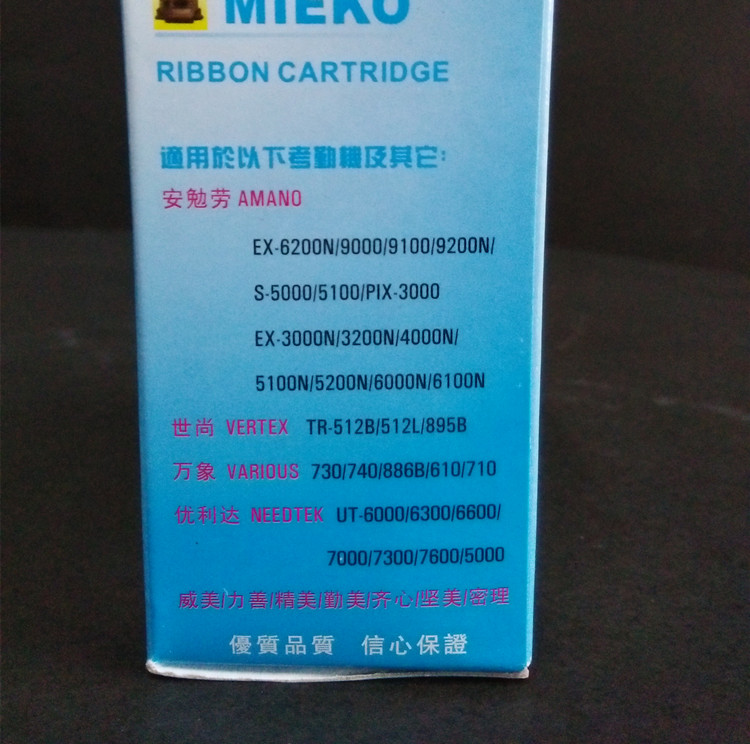 MIEKO
RIBBON CARTRIDGE
適用於以下考勤機及其它:
安勉劳 AMANO
EX-6200N/9000/9100/9200N/
S-5000/5100/PIX-3000
EX-3000N/3200N/4000N/
5100N/5200N/6000N/6100N
世尚 VERTEX TR-512B/512L/895B
万象 VARIOUS 730/740/886B/610/710
优利达 NEEDTEK UT-6000/6300/6600/
7000/7300/7600/5000
威美/力善/精美/勤美/齐心/坚美/密理
優質品質 信心保證